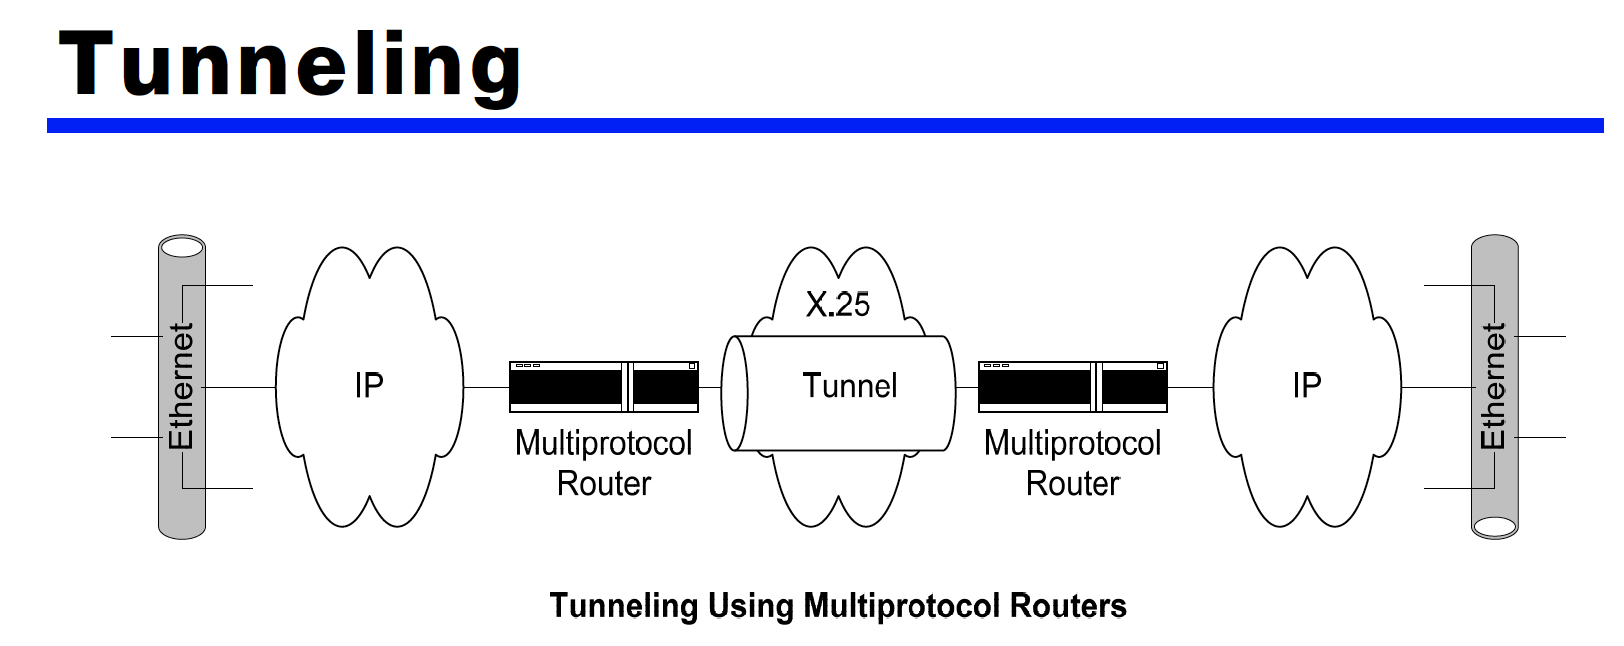 Tunneling
Ethernet
IP
Multiprotocol
Router
X.25
Tunnel
Multiprotocol
Router
IP
Ethernet
Tunneling Using Multiprotocol Routers